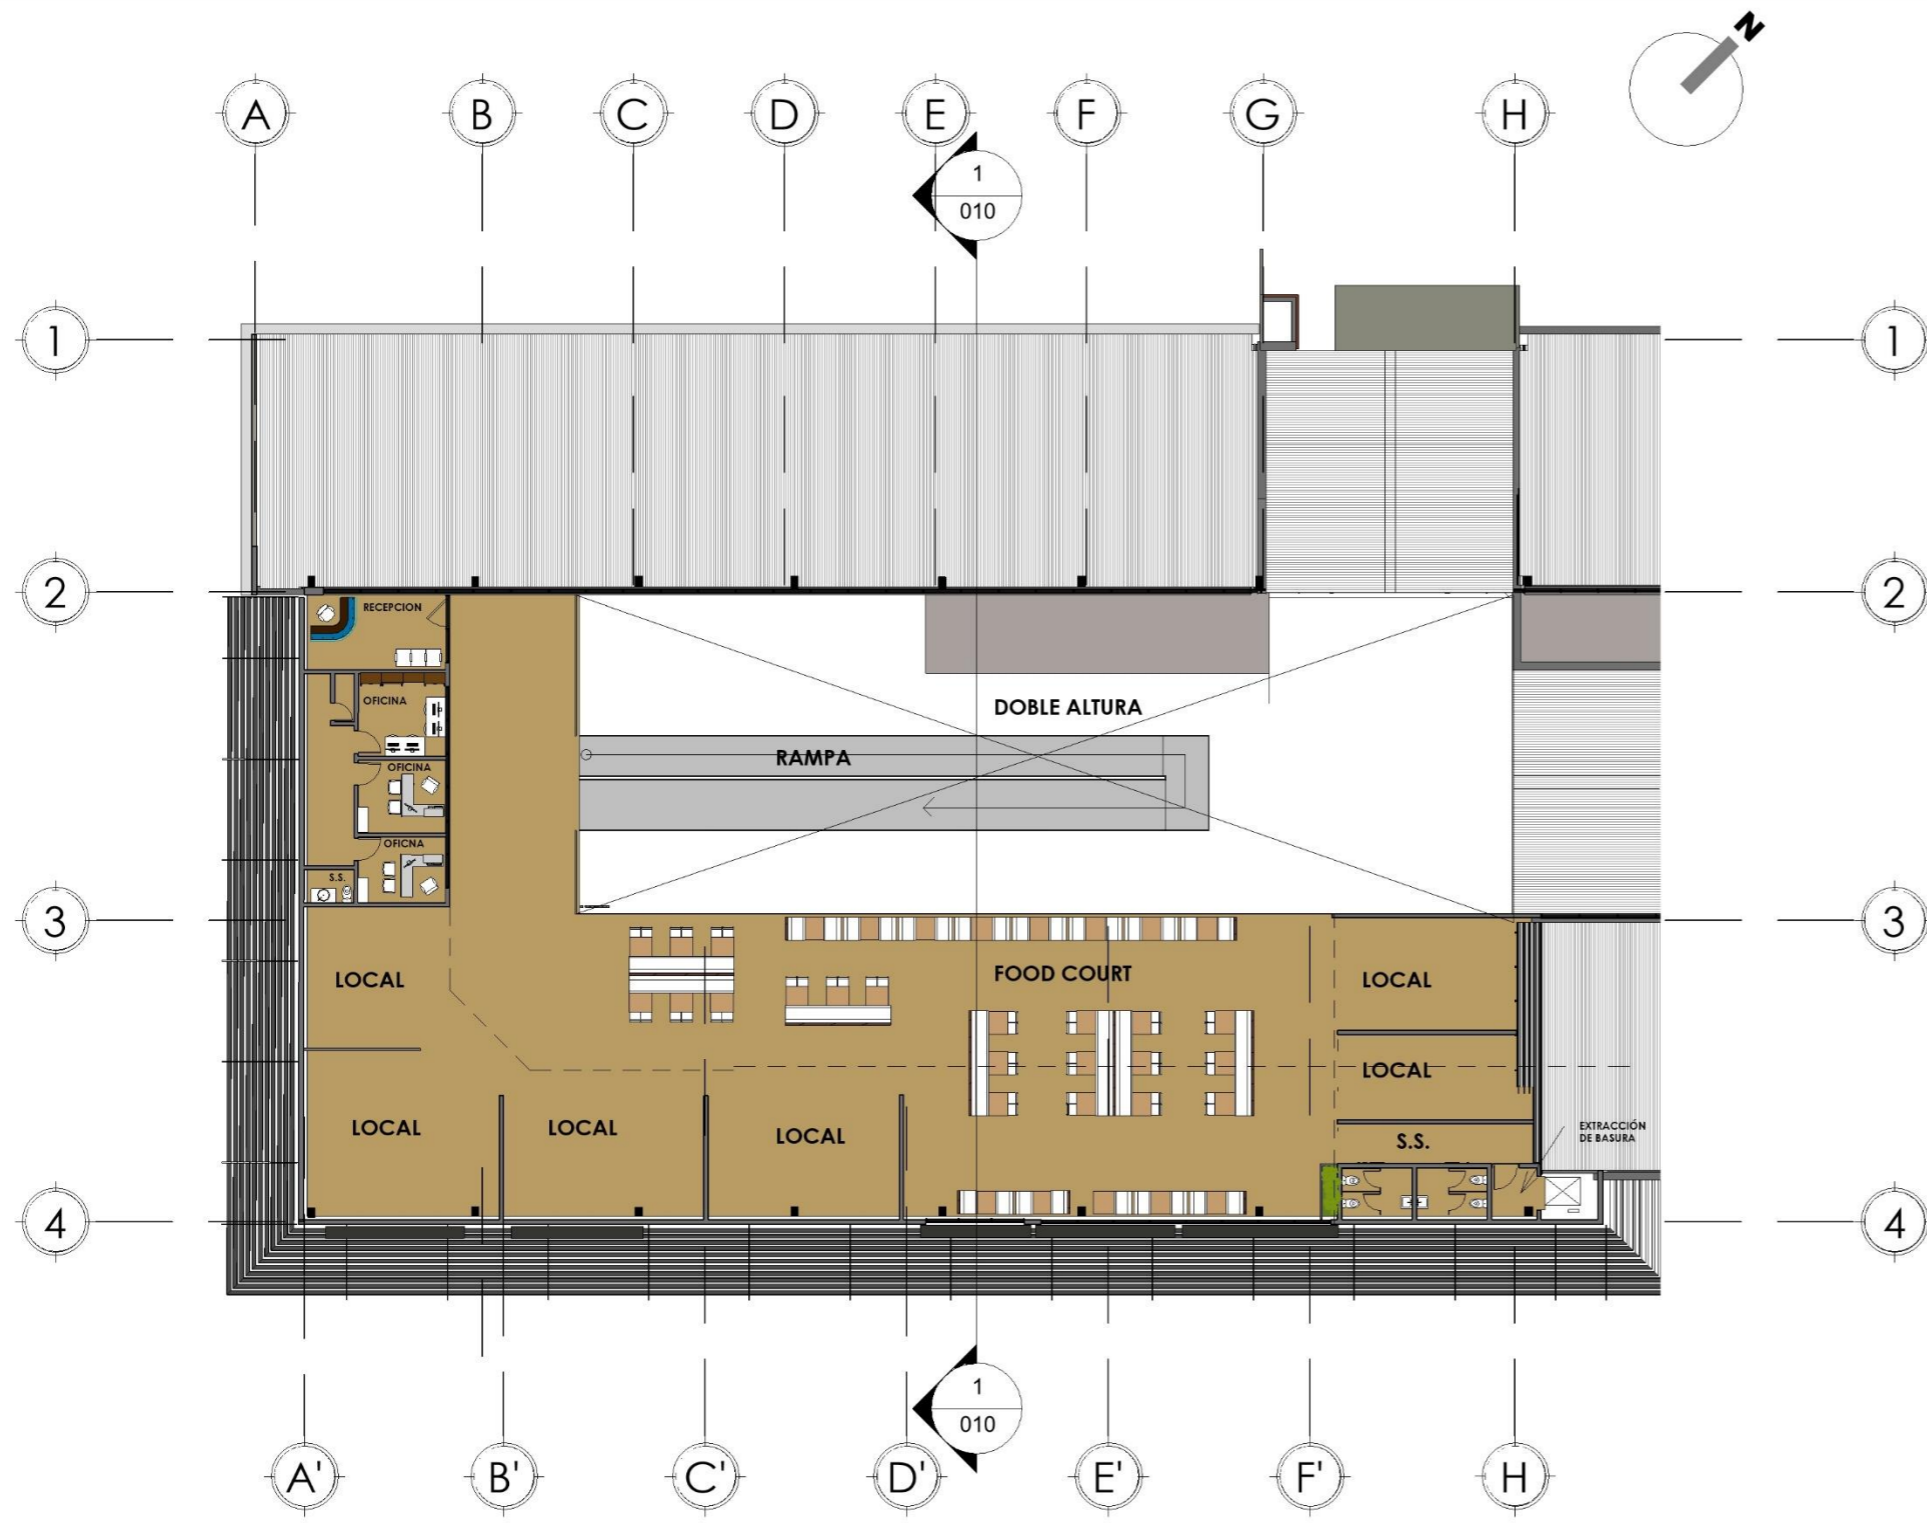 N
A B C D E F G H
1
010
1 1
2 2
RECEPCION
OFICINA
DOBLE ALTURA
RAMPA
OFICINA
OFICNA
S.S.
3 3
LOCAL
FOOD COURT
LOCAL
LOCAL
LOCAL
LOCAL
LOCAL
S.S.
EXTRACCIÓN
DE BASURA
4 4
1
010
A' B' C' D' E' F' H